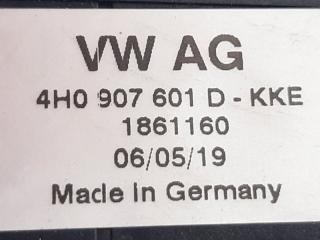 VW AG
4H0 907 601 D - KKE
1861160
06/05/19
Made in Germany